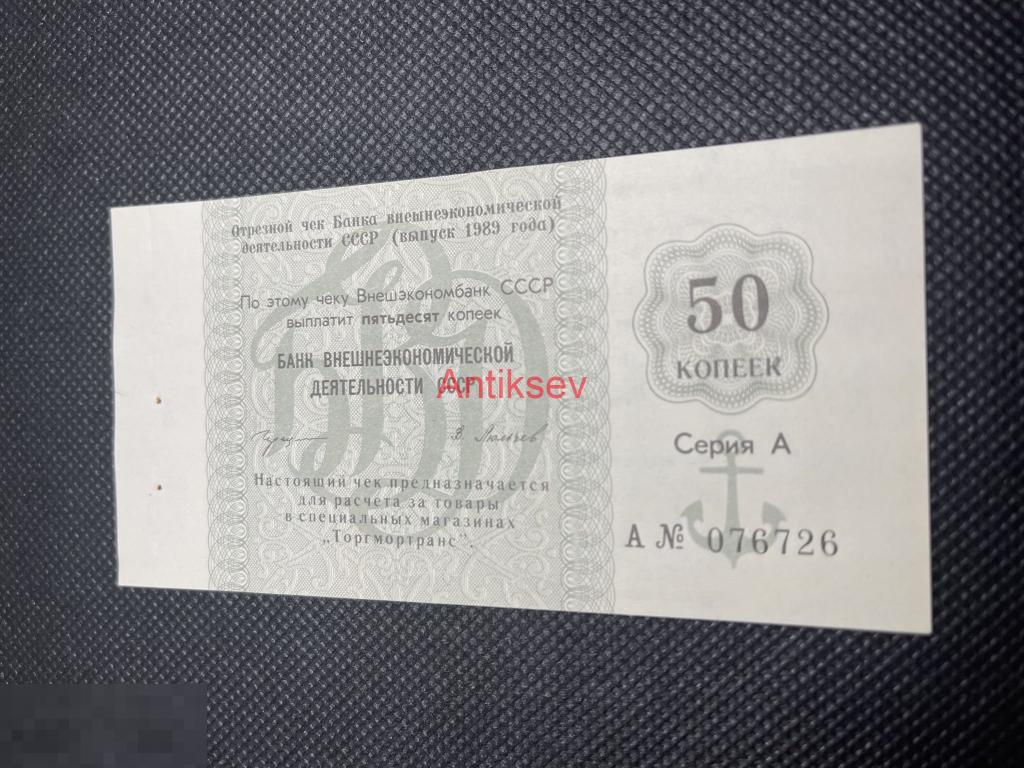 Отрезной чек Банка внешнеэкономической
деятельности СССР (выпуск 1989 года)
По этому чеку Внешэкономбанк СССР
выплатит пятьдесят копеек
БАНК ВНЕШНЕЭКОНОМИЧЕСКОЙ
ДЕЯТЕЛЬНОСТИ СССР
Antiksev
Настоящий чек предназначается
для расчета за товары
в специальных магазинах
„Торгмортранс".
50
КОПЕЕК
Серия А
А № 076726